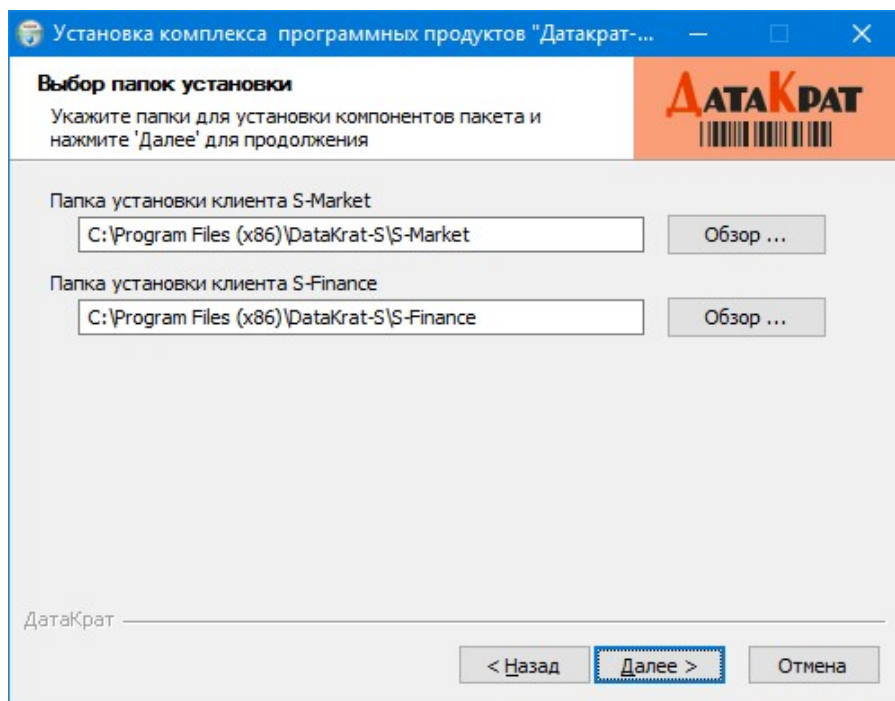 Установка комплекса  программных продуктов "Датакрат-...
Выбор папок установки
Укажите папки для установки компонентов пакета и
нажмите 'Далее' для продолжения
ДАТАКРАТ
Папка установки клиента S-Market
C:\Program Files (x86)\DataKrat-S\S-Market
Обзор ...
Папка установки клиента S-Finance
C:\Program Files (x86)\DataKrat-S\S-Finance
Обзор ...
ДатаКрат
< Назад
Далее >
Отмена